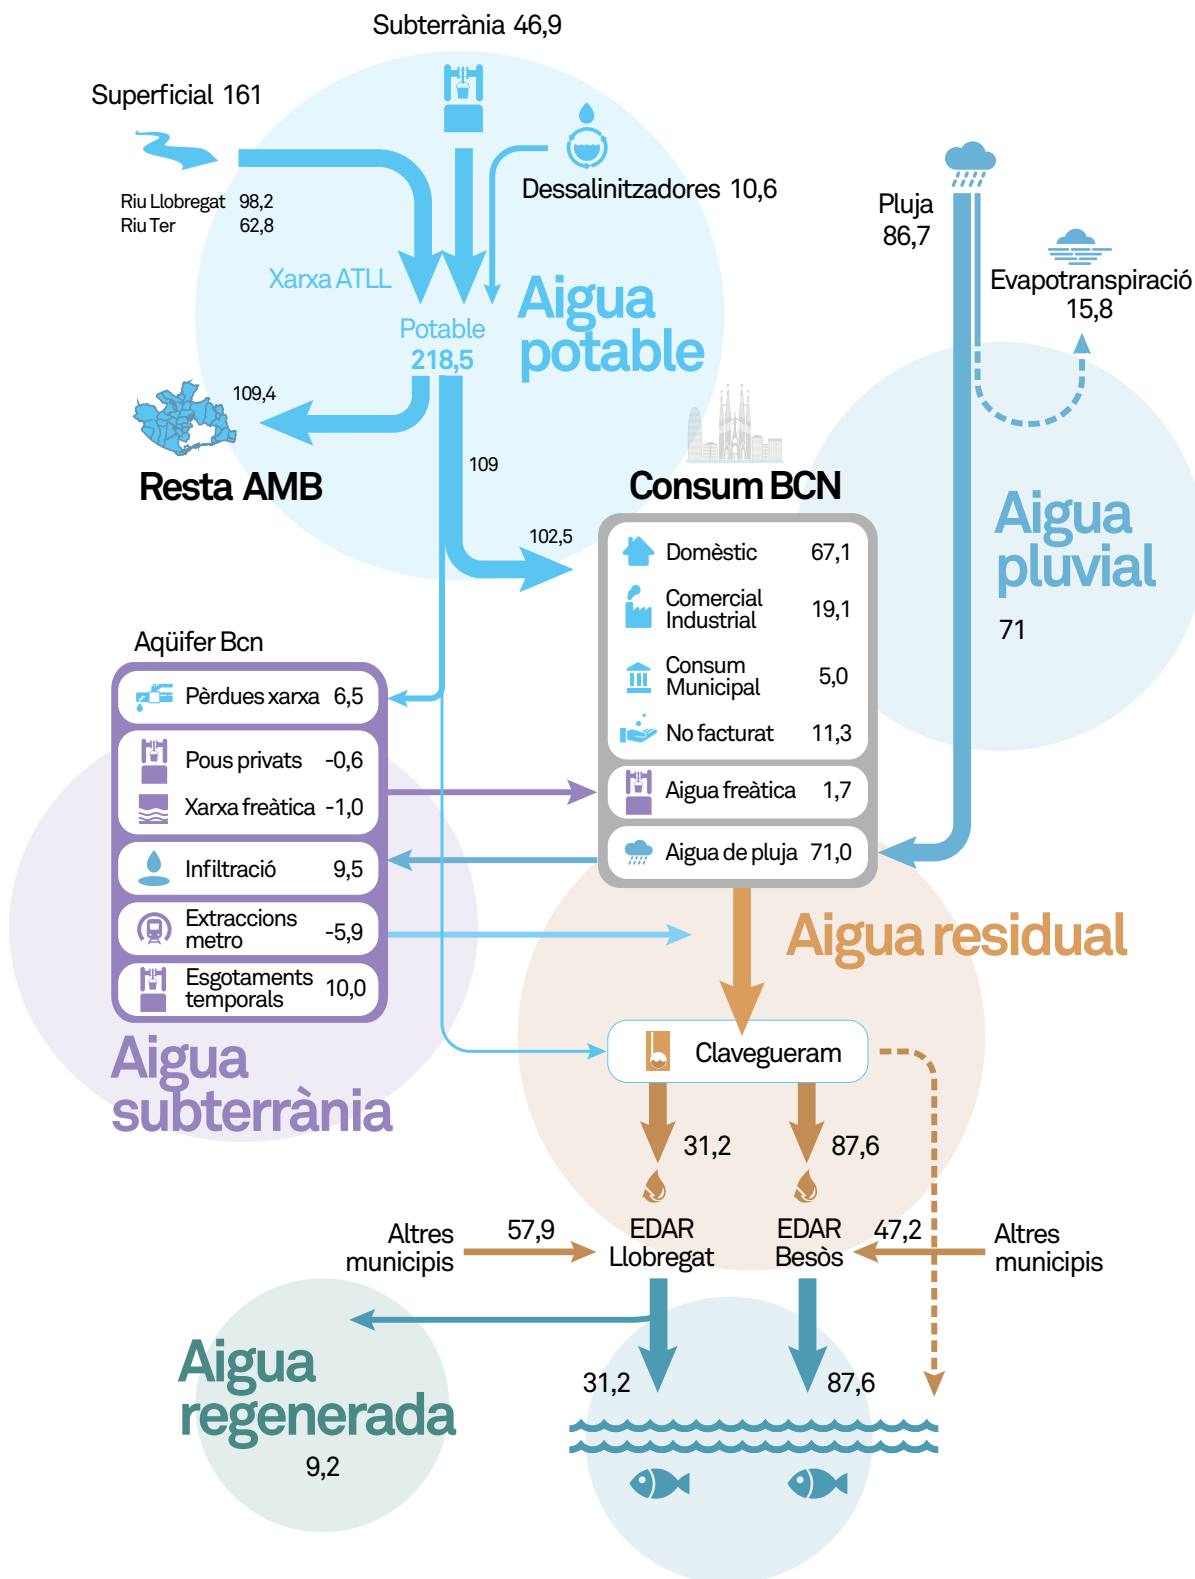 Subterrània 46,9
Superficial 161
Riu Llobregat 98,2
Riu Ter 62,8
Dessalinitzadores 10,6
Pluja
86,7
Evapotranspiració
15,8
Xarxa ATLL
Aigua
potable
Potable
218,5
109,4
Resta AMB
109
102,5
Consum BCN
Domèstic 67,1
Comercial
Industrial 19,1
Consum
Municipal 5,0
No facturat 11,3
Aigua freàtica 1,7
Aigua de pluja 71,0
Aigua
pluvial
71
Aqüífer Bcn
Pèrdues xarxa 6,5
Pous privats -0,6
Xarxa freàtica -1,0
Infiltració 9,5
Extraccions
metro -5,9
Esgotaments
temporals 10,0
Aigua
subterrània
Aigua residual
Clavegueram
31,2
87,6
Altres
municipis
57,9
EDAR
Llobregat
EDAR
Besòs
47,2
Altres
municipis
Aigua
regenerada
9,2
31,2
87,6